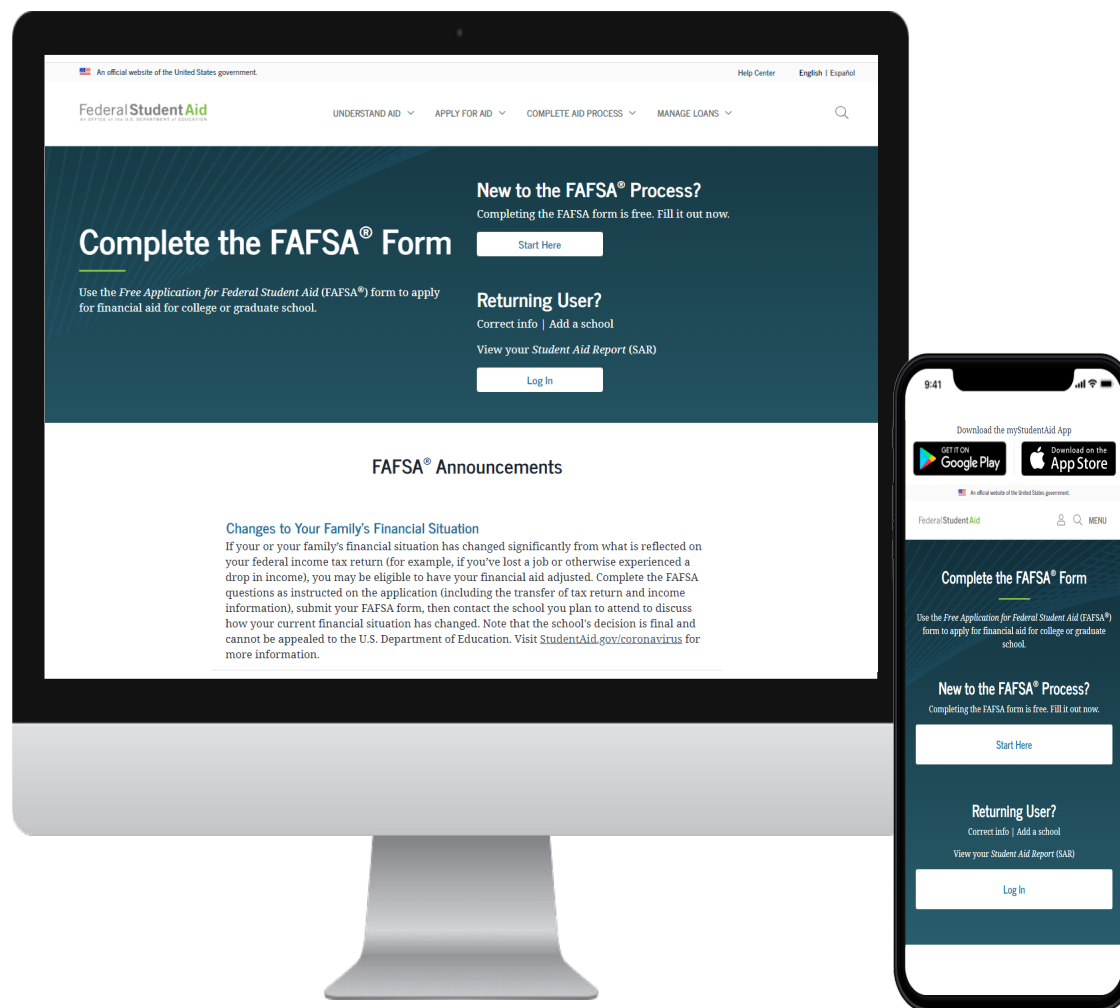 An official website of the United States government.
Help Center English | Español
Federal Student Aid
An OFFICE of the U.S. DEPARTMENT of EDUCATION
UNDERSTAND AID APPLY FOR AID COMPLETE AID PROCESS MANAGE LOANS
Complete the FAFSA® Form
Use the Free Application for Federal Student Aid (FAFSA®) form to apply
for financial aid for college or graduate school.
New to the FAFSA® Process?
Completing the FAFSA form is free. Fill it out now.
Start Here
Returning User?
Correct info | Add a school
View your Student Aid Report (SAR)
Log In
FAFSA® Announcements
Changes to Your Family's Financial Situation
If your or your family's financial situation has changed significantly from what is reflected on
your federal income tax return (for example, if you've lost a job or otherwise experienced a
drop in income), you may be eligible to have your financial aid adjusted. Complete the FAFSA
questions as instructed on the application (including the transfer of tax return and income
information), submit your FAFSA form, then contact the school you plan to attend to discuss
how your current financial situation has changed. Note that the school's decision is final and
cannot be appealed to the U.S. Department of Education. Visit StudentAid.gov/coronavirus for
more information.
9:41
Download the myStudentAid App
GET IT ON
Google Play
Download on the
App Store
An official website of the United States government.
Federal Student Aid
MENU
Complete the FAFSA® Form
Use the Free Application for Federal Student Aid (FAFSA®)
form to apply for financial aid for college or graduate
school.
New to the FAFSA® Process?
Completing the FAFSA form is free. Fill it out now.
Start Here
Returning User?
Correct info | Add a school
View your Student Aid Report (SAR)
Log In